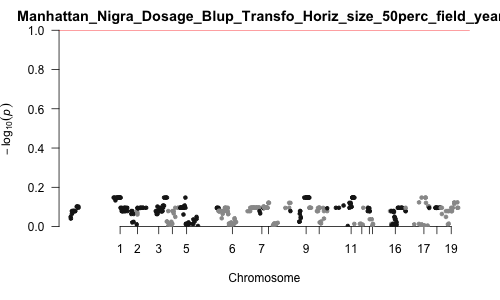 Manhattan_Nigra_Dosage_Blup_Transfo_Horiz_size_50perc_field_year
1.0
0.8
0.6
0.4
0.2
0.0
− log10(p)
1 2 3 5 6 7 9 11 16 17 19
Chromosome